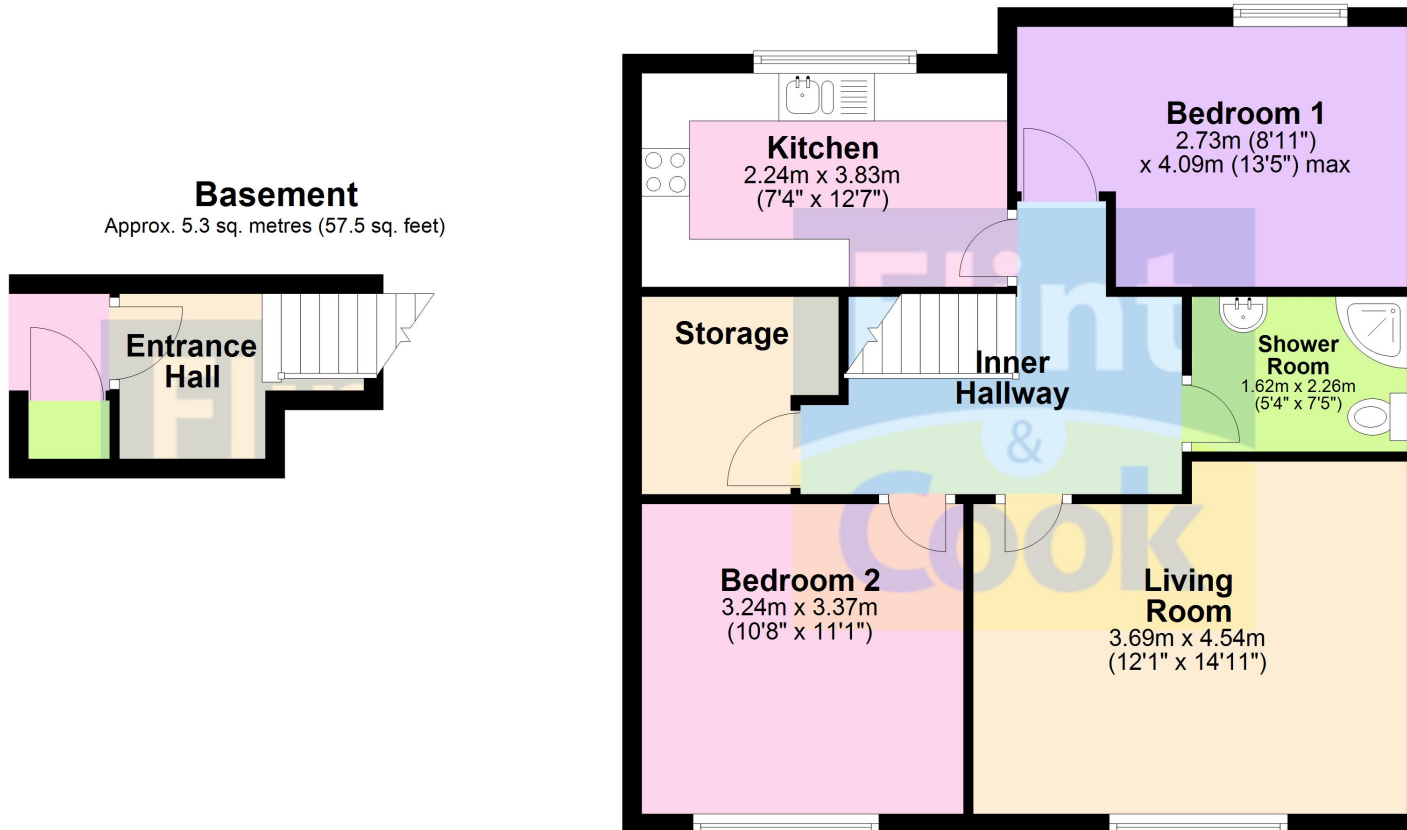 Basement
Approx. 5.3 sq. metres (57.5 sq. feet)
Entrance
Hall
Kitchen
2.24m x 3.83m
(7'4" x 12'7")
Bedroom 1
2.73m (8'11")
x 4.09m (13'5") max
Storage
Inner
Hallway
Shower
Room
1.62m x 2.26m
(5'4" x 7'5")
Bedroom 2
3.24m x 3.37m
(10'8" x 11'1")
Living
Room
3.69m x 4.54m
(12'1" x 14'11")
Flint
&
Cook
Flin